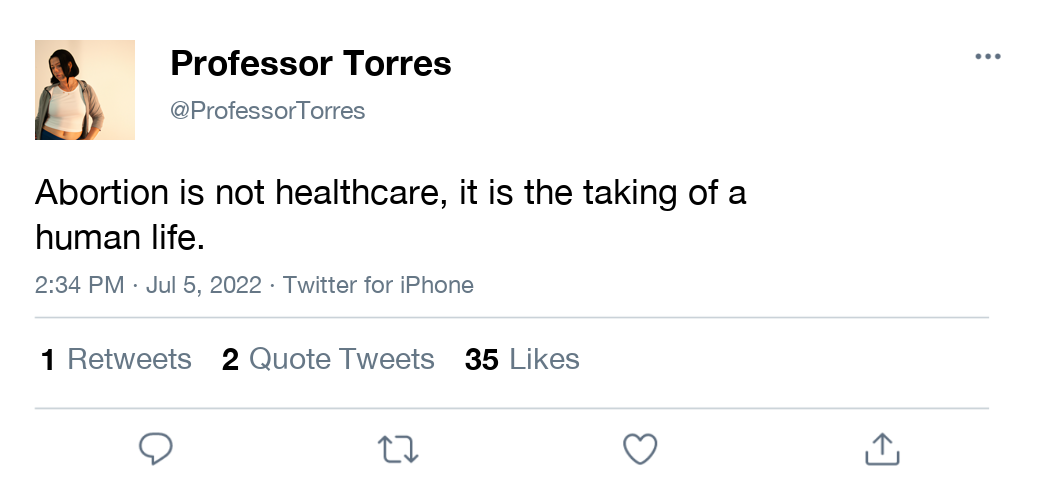 Professor Torres
@ProfessorTorres
Abortion is not healthcare, it is the taking of a
human life.
2:34 PM · Jul 5, 2022 · Twitter for iPhone
1 Retweets 2 Quote Tweets 35 Likes